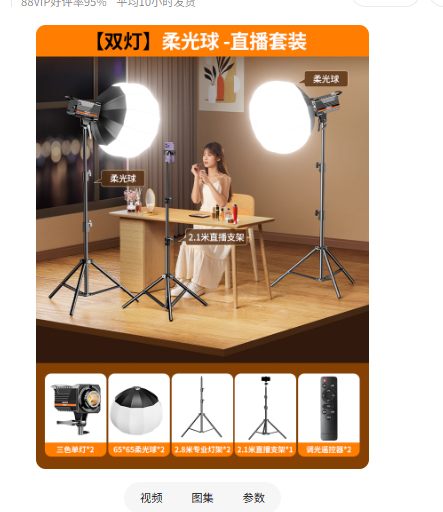 88VIP好评率95% 平均10小时发货
【双灯】柔光球 -直播套装
柔光球
柔光球
2.1米直播支架
三色单灯*2
65*65柔光球*2
2.8米专业灯架*2
2.1米直播支架*1
调光遥控器*2
视频
图集
参数